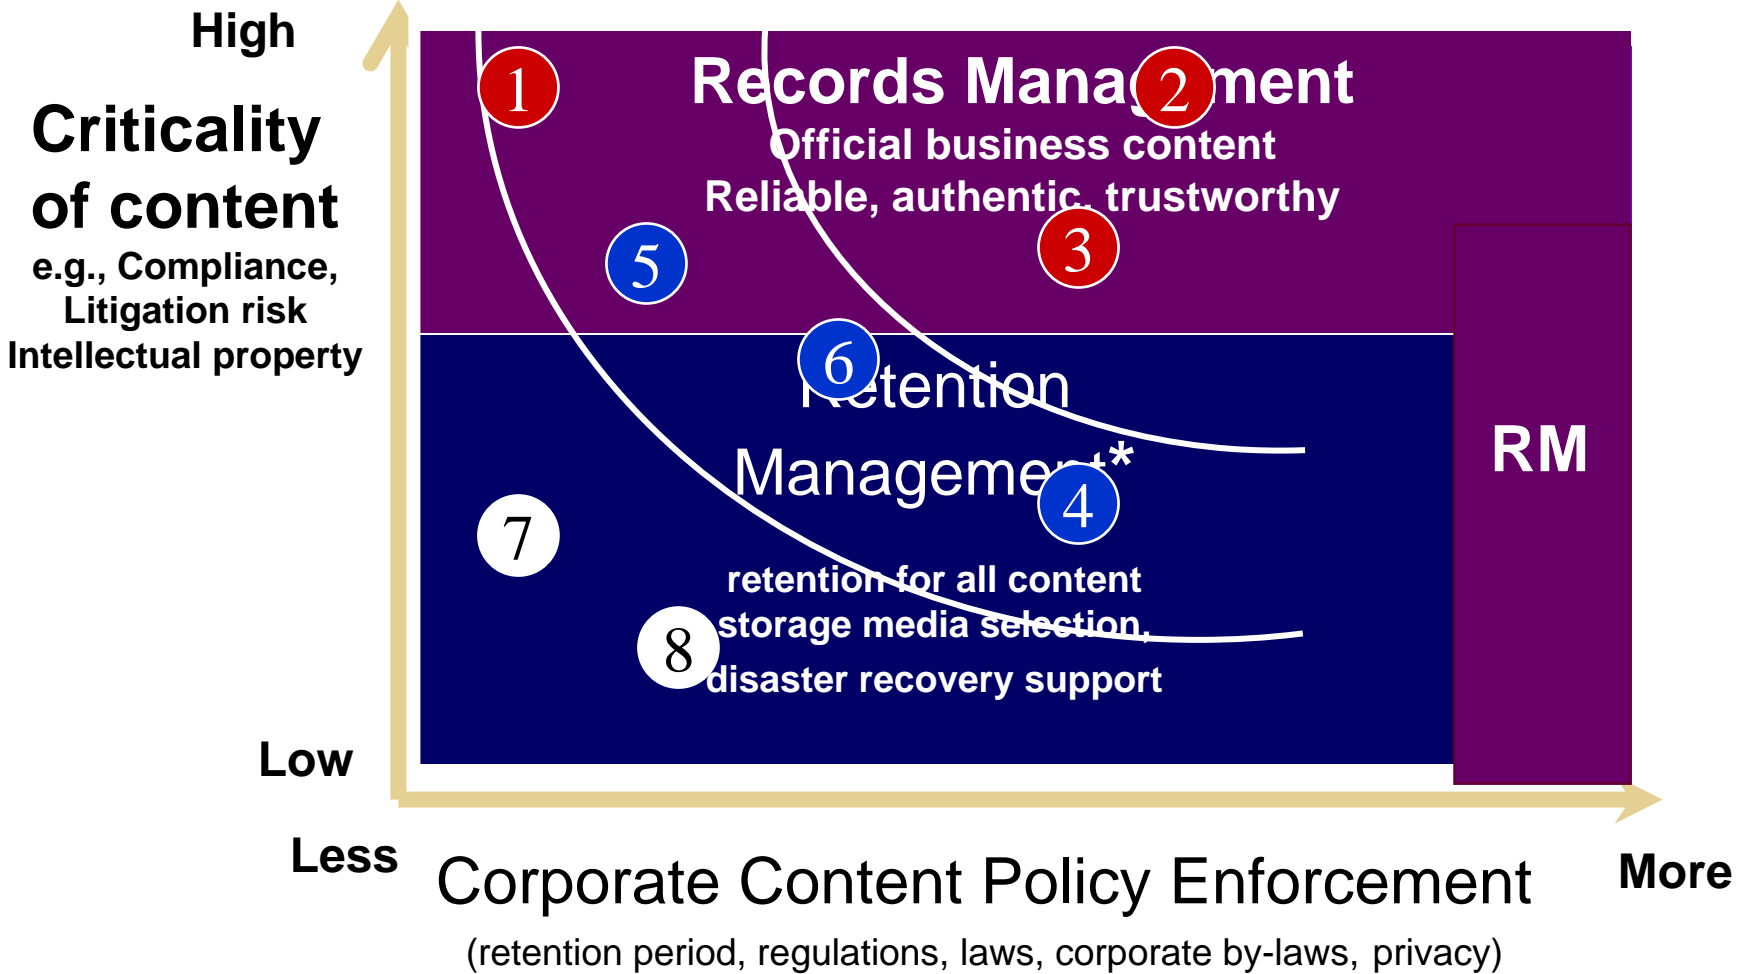 High
Criticality
of content
e.g., Compliance,
Litigation risk
Intellectual property
Low
1
2
Records Management
Official business content
Reliable, authentic, trustworthy
5
3
6
Retention
Management*
4
RM
7
retention for all content
storage media selection,
8
disaster recovery support
Less
Corporate Content Policy Enforcement
More
(retention period, regulations, laws, corporate by-laws, privacy)